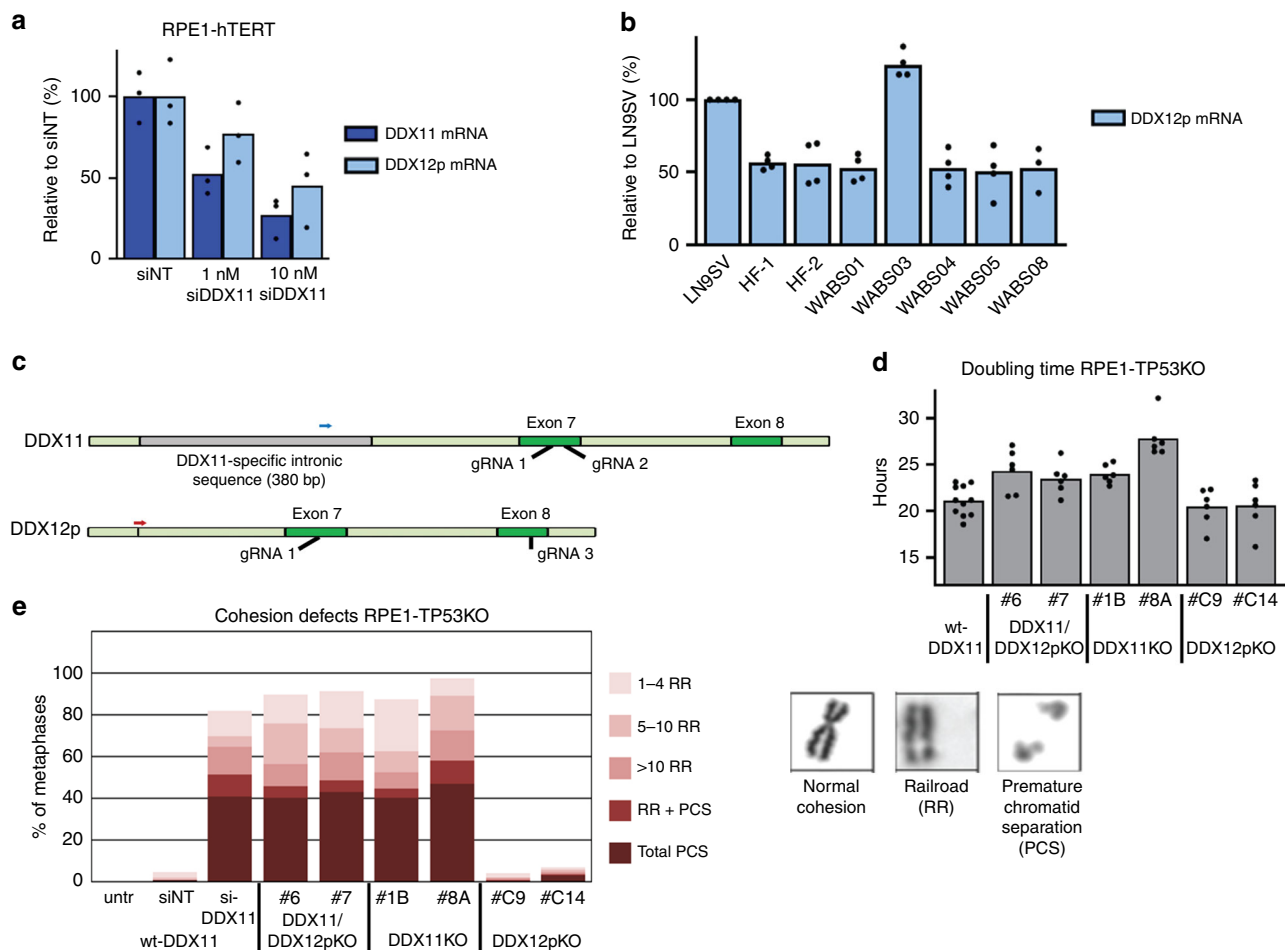 a
RPE1-hTERT
Relative to siNT (%)
100
50
0
siNT
1 nM
siDDX11
10 nM
siDDX11
DDX11 mRNA
DDX12p mRNA
b
Relative to LN9SV (%)
100
50
0
LN9SV
HF-1
HF-2
WABS01
WABS03
WABS04
WABS05
WABS08
DDX12p mRNA
c
DDX11
Exon 7
Exon 8
DDX11-specific intronic
sequence (380 bp)
gRNA 1
gRNA 2
DDX12p
Exon 7
Exon 8
gRNA 1
gRNA 3
d
Doubling time RPE1-TP53KO
Hours
30
25
20
15
wt-
DDX11
#6
#7
DDX11/
DDX12pKO
#1B
#8A
DDX11KO
#C9
#C14
DDX12pKO
e
Cohesion defects RPE1-TP53KO
% of metaphases
100
80
60
40
20
0
untr
siNT
si-
DDX11
wt-DDX11
#6
#7
DDX11/
DDX12pKO
#1B
#8A
DDX11KO
#C9
#C14
DDX12pKO
1–4 RR
5–10 RR
>10 RR
RR + PCS
Total PCS
Normal
cohesion
Railroad
(RR)
Premature
chromatid
separation
(PCS)